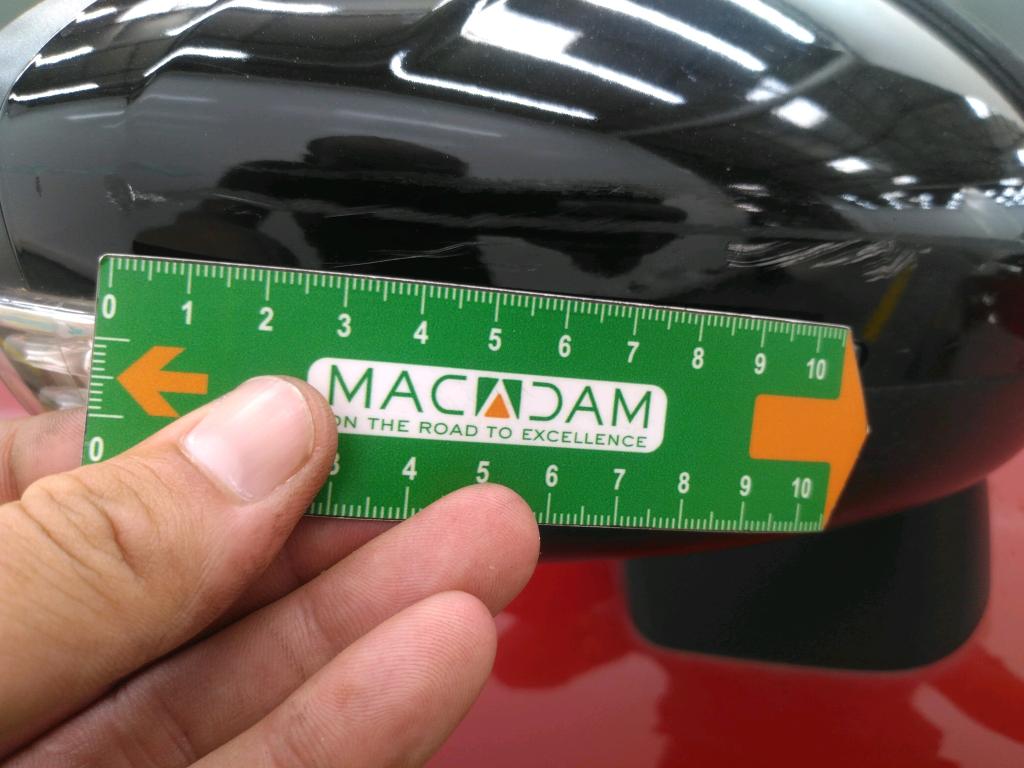 0 1 2 3 4 5 6 7 8 9 10
MACADAM
ON THE ROAD TO EXCELLENCE
0 3 4 5 6 7 8 9 10